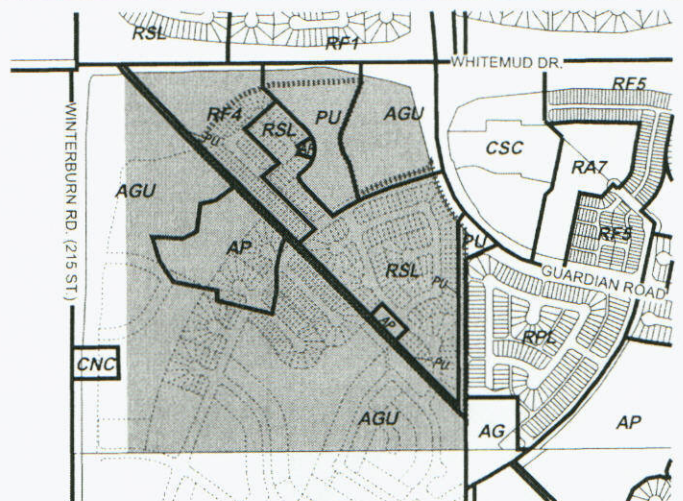 RSL
RF1
WHITEMUD DR.
RF5
RF4
PU
RSL
PU
AGU
CSC
RA7
WINTERBURN RD. (215 ST.)
AGU
AP
RSL
PU
PU
RF5
GUARDIAN ROAD
AP
RPL
CNC
PU
AGU
AG
AP